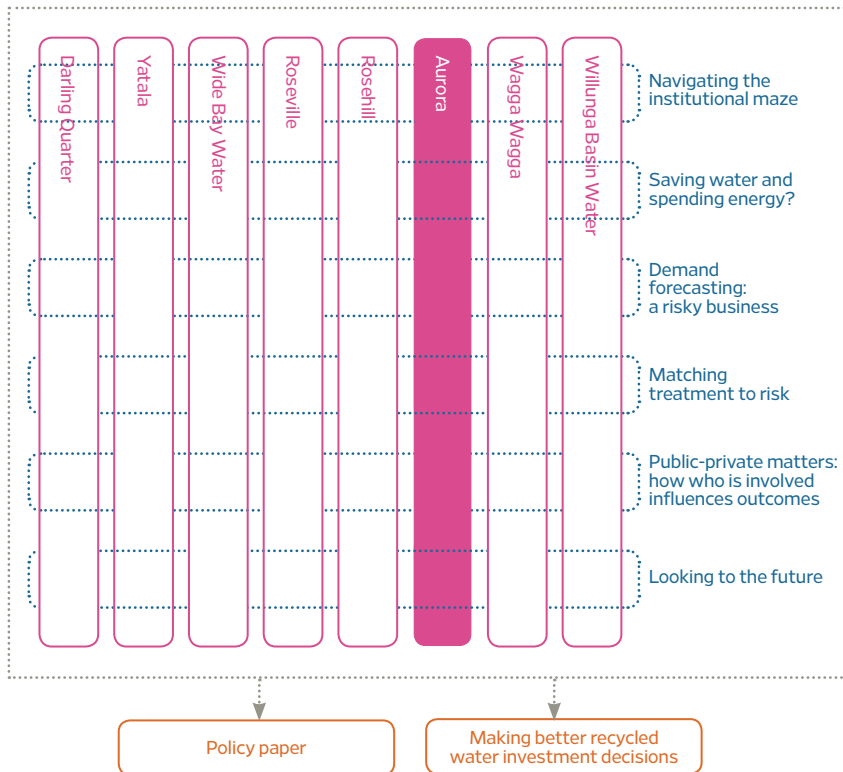 Darling Quarter
Yatala
Wide Bay Water
Roseville
Rosehill
Aurora
Wagga Wagga
Willunga Basin Water
Navigating the
institutional maze
Saving water and
spending energy?
Demand
forecasting:
a risky business
Matching
treatment to risk
Public-private matters:
how who is involved
influences outcomes
Looking to the future
Policy paper
Making better recycled
water investment decisions